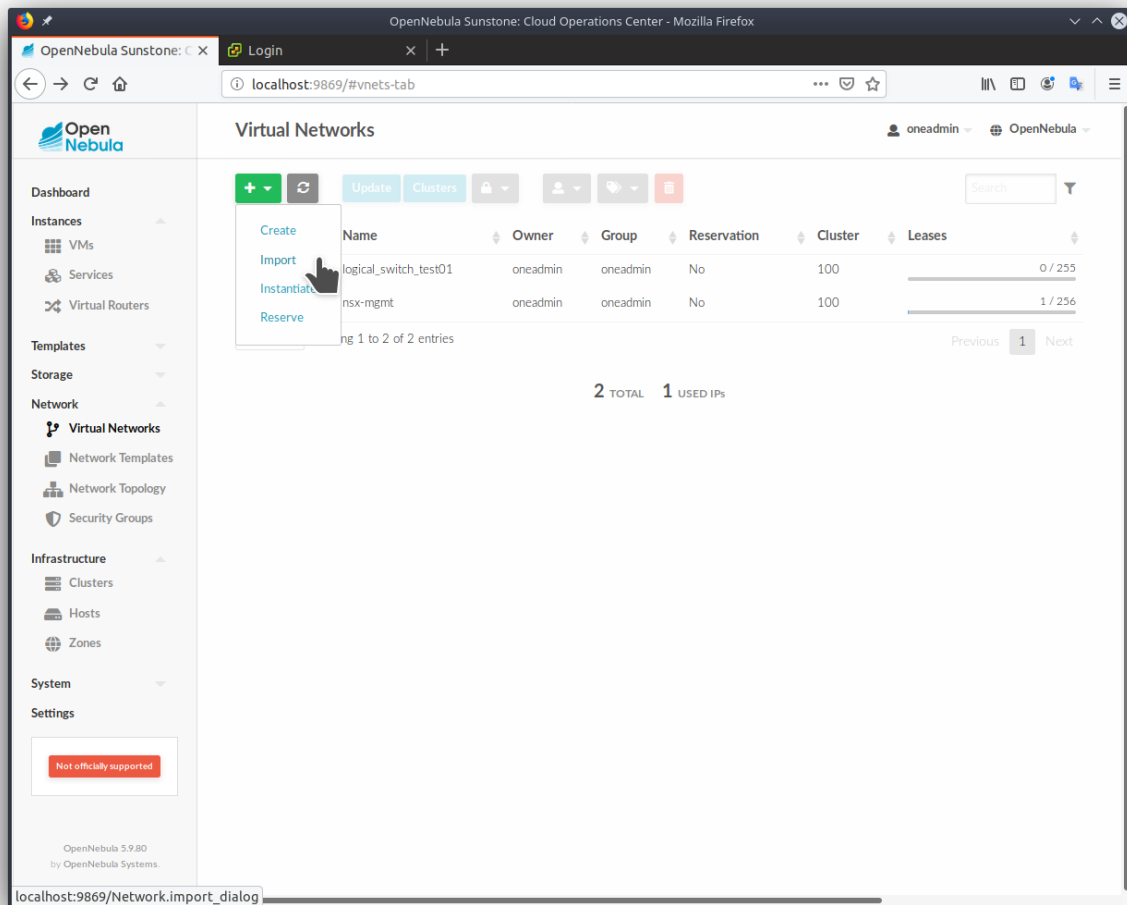 OpenNebula Sunstone: Cloud Operations Center - Mozilla Firefox
OpenNebula Sunstone: C
Login
localhost:9869/#vnets-tab
Open
Nebula
Virtual Networks
oneadmin
OpenNebula
Dashboard
Instances
VMs
Services
Virtual Routers
Templates
Storage
Network
Virtual Networks
Network Templates
Network Topology
Security Groups
Infrastructure
Clusters
Hosts
Zones
System
Settings
Not officially supported
OpenNebula 5.9.80
by OpenNebula Systems.
Update
Clusters
Search
Create
Import
Instantiate
Reserve
Name Owner Group Reservation Cluster Leases
logical_switch_test01 oneadmin oneadmin No 100 0 / 255
nsx-mgmt oneadmin oneadmin No 100 1 / 256
ng 1 to 2 of 2 entries
Previous 1 Next
2 TOTAL 1 USED IPs
localhost:9869/Network.import_dialog